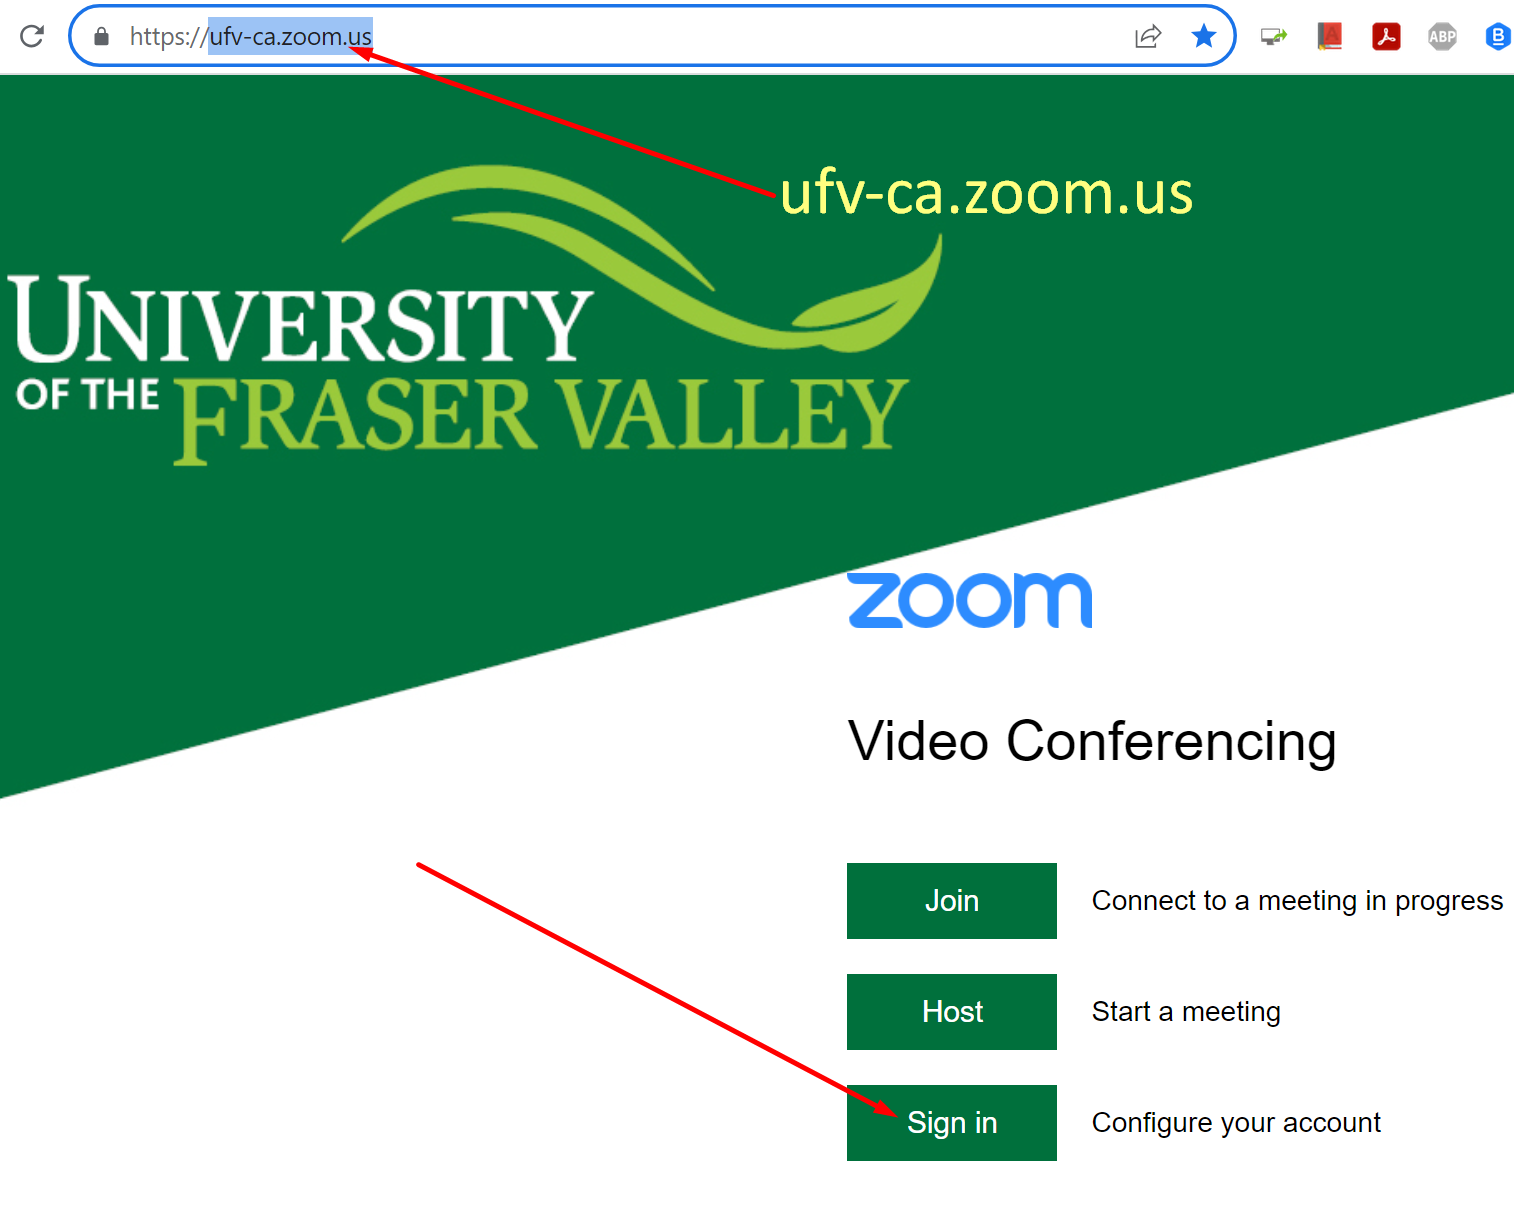 https://ufv-ca.zoom.us
ABP
B
ufv-ca.zoom.us
UNIVERSITY
OF THE FRASER VALLEY
zoom
Video Conferencing
Join Connect to a meeting in progress
Host Start a meeting
Sign in Configure your account